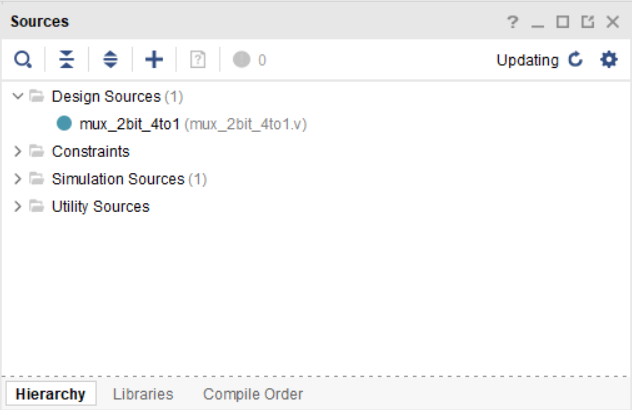 Sources ?
0 Updating
Design Sources (1)
mux_2bit_4to1 (mux_2bit_4to1.v)
Constraints
Simulation Sources (1)
Utility Sources
Hierarchy Libraries Compile Order